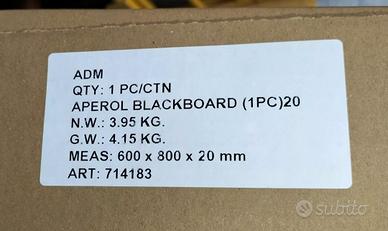 ADM
QTY: 1 PC/CTN
APEROL BLACKBOARD (1PC)20
N.W.: 3.95 KG.
G.W.: 4.15 KG.
MEAS: 600 x 800 x 20 mm
ART: 714183
subito